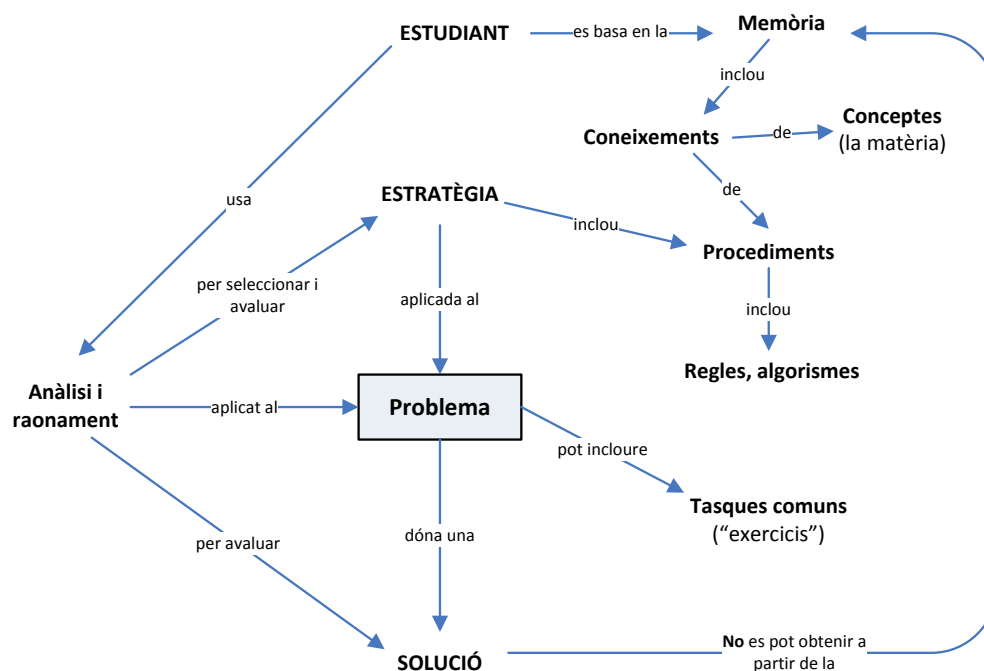 ESTUDIANT
es basa en la
Memòria
inclou
Conceptes
(la matèria)
Coneixements
de
de
usa
ESTRATÈGIA
inclou
Procediments
per seleccionar i
avaluar
aplicada al
inclou
Regles, algorismes
Anàlisi i
raonament
aplicat al
Problema
pot incloure
Tasques comuns
(“exercicis”)
per avaluar
dóna una
SOLUCIÓ
No es pot obtenir a
partir de la